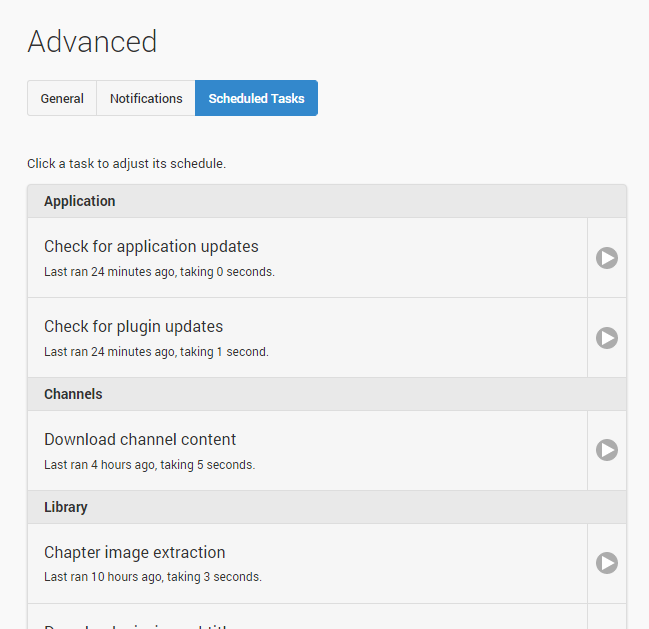 Advanced
General
Notifications
Scheduled Tasks
Click a task to adjust its schedule.
Application
Check for application updates
Last ran 24 minutes ago, taking 0 seconds.
Check for plugin updates
Last ran 24 minutes ago, taking 1 second.
Channels
Download channel content
Last ran 4 hours ago, taking 5 seconds.
Library
Chapter image extraction
Last ran 10 hours ago, taking 3 seconds.